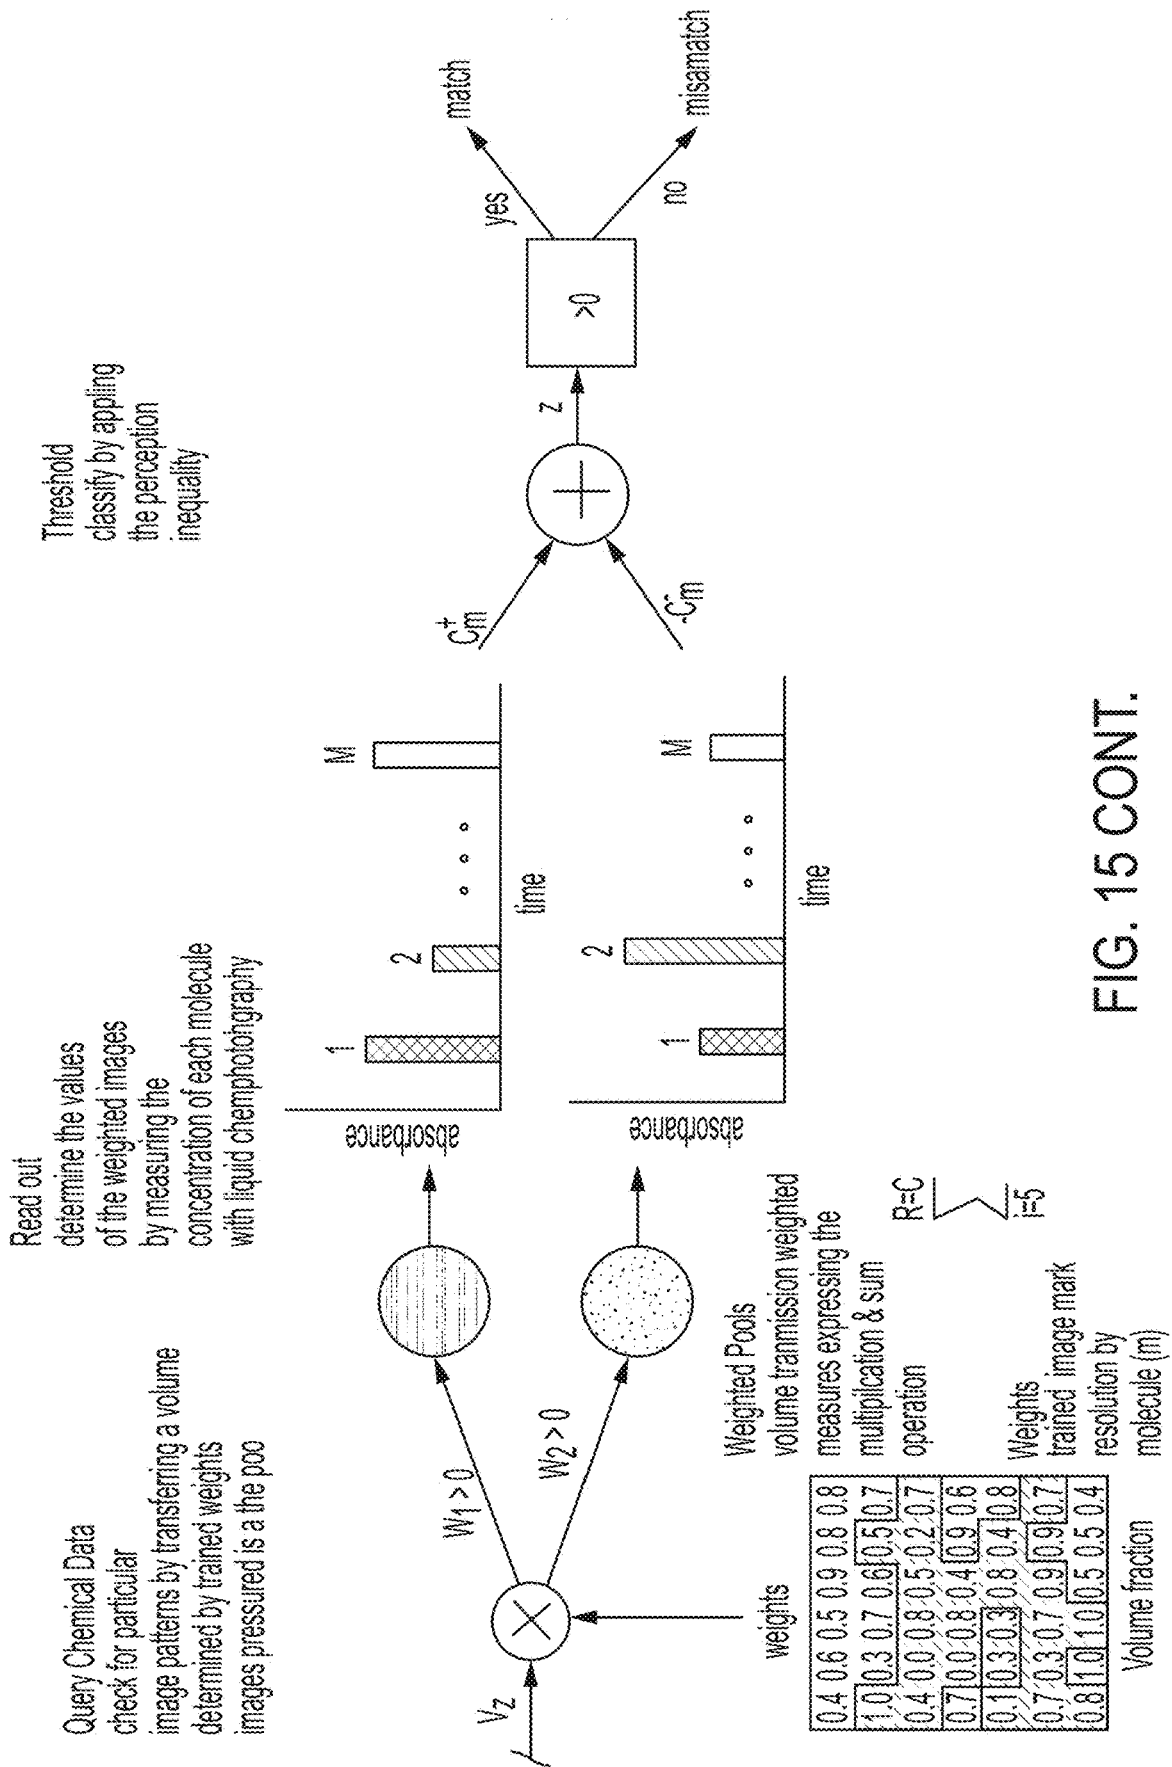 Query Chemical Data
check for particular
image patterns by transferring a volume
determined by trained weights
images pressured is a the poo
Read out
determine the values
of the weighted images
by measuring the
concentration of each molecule
with liquid chemphotohgraphy
Threshold
classify by appling
the perception
inequality
Vz
W1 > 0
W2 > 0
weights
absorbance
1
2
M
time
absorbance
1
2
M
time
Cm+
-Cm-
z
>0
yes
match
no
misamatch
Weighted Pools
volume tranmission weighted
measures expressing the
multiplication & sum
operation
R=C
i=5
Weights
trained image mark
resolution by
molecule (m)
0.4 0.6 0.5 0.9 0.8 0.8
1.0 0.3 0.7 0.6 0.5 0.7
0.4 0.0 0.8 0.5 0.2 0.7
0.7 0.0 0.8 0.4 0.9 0.6
0.1 0.3 0.3 0.8 0.4 0.8
0.7 0.3 0.7 0.9 0.9 0.7
0.8 1.0 1.0 0.5 0.5 0.4
Volume fraction
FIG. 15 CONT.